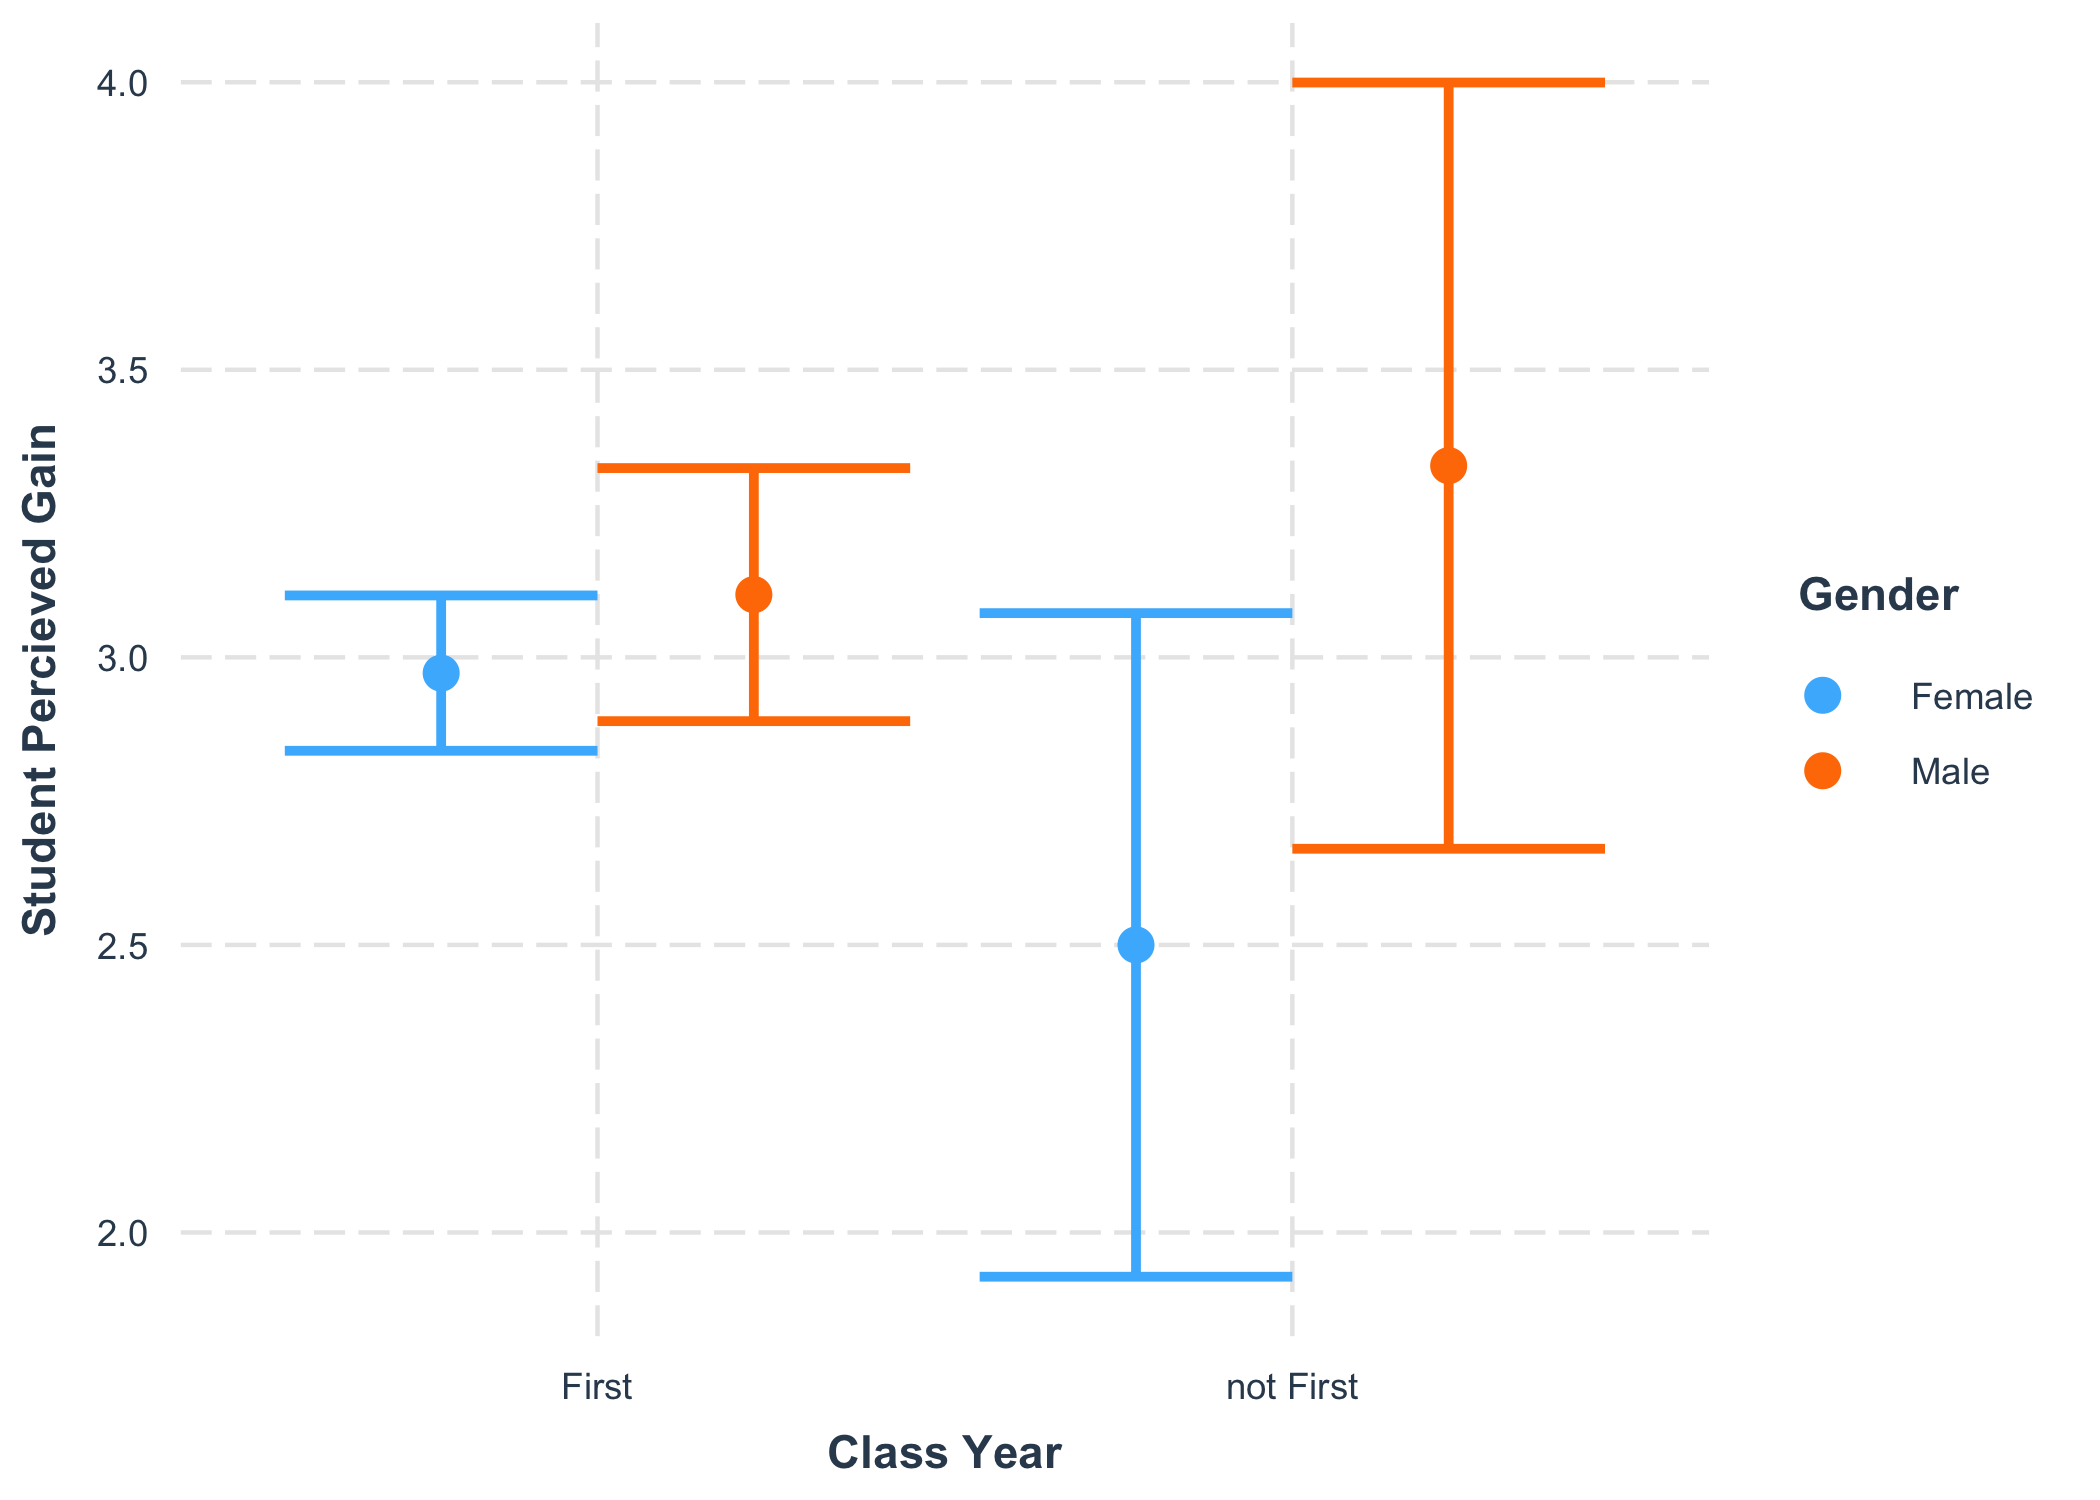 4.0
3.5
3.0
2.5
2.0
Student Percieved Gain
First
not First
Class Year
Gender
Female
Male